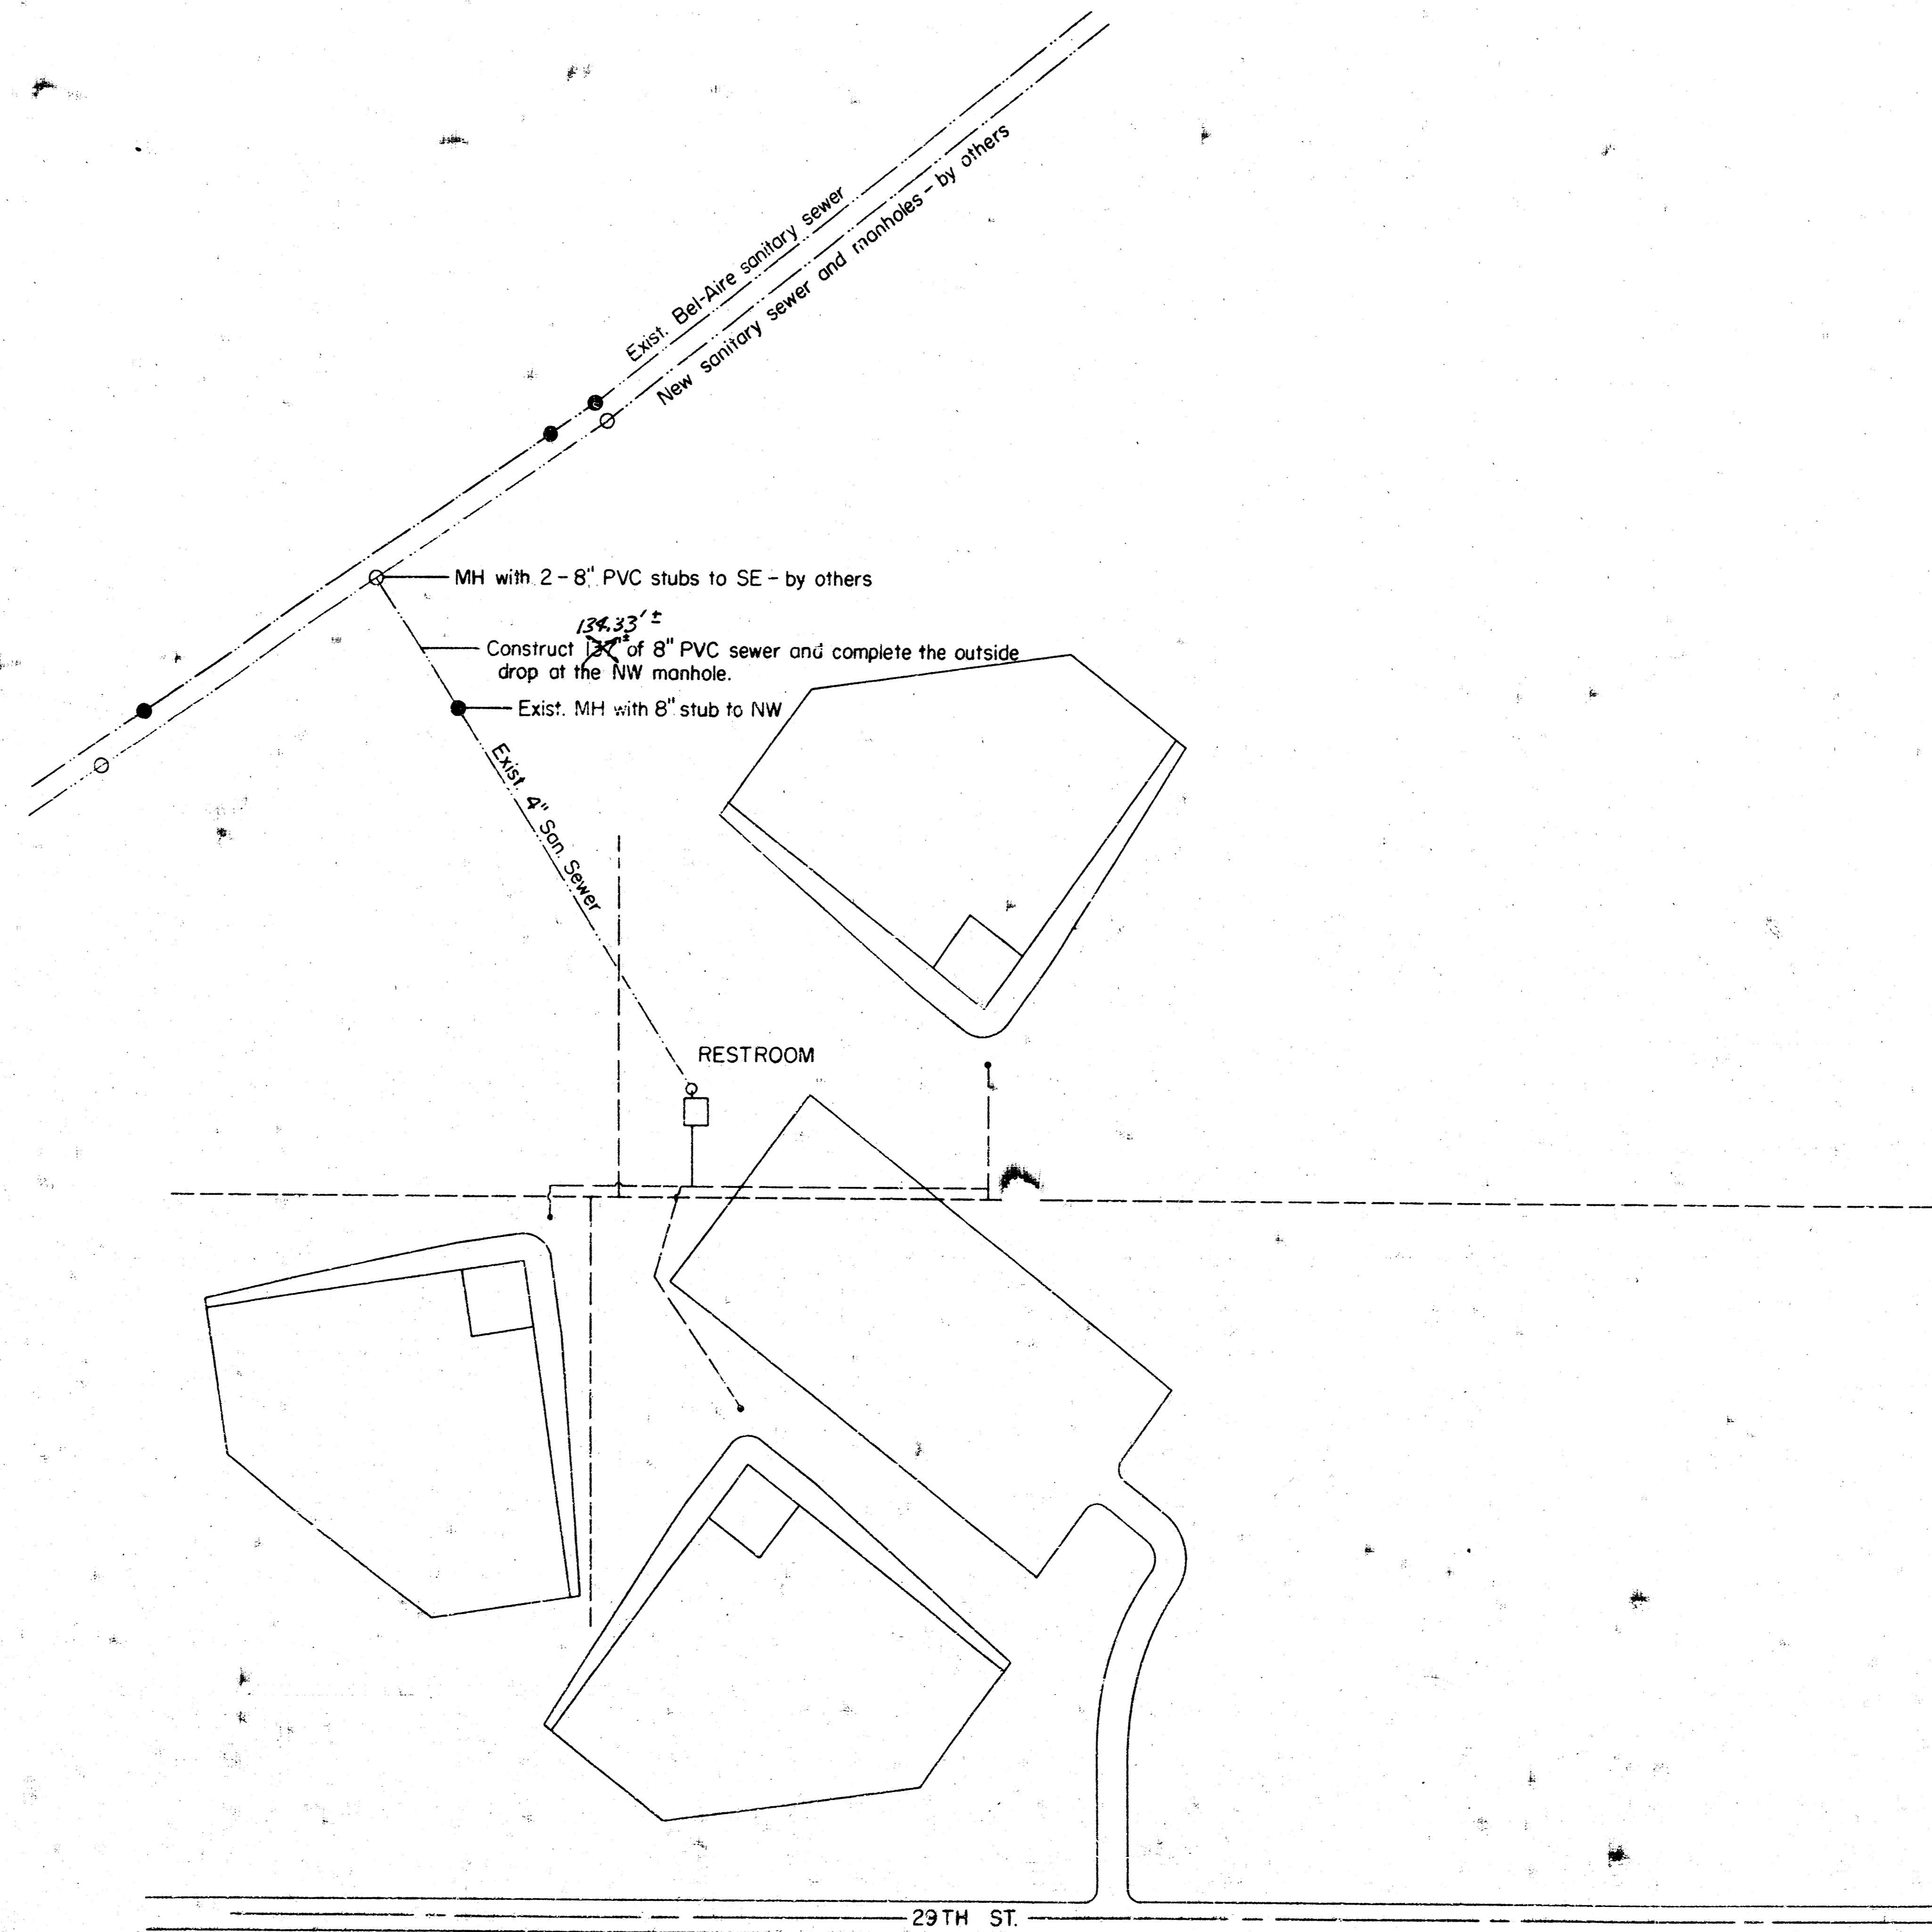 Exist. Bel-Aire sanitary sewer
New sanitary sewer and manholes - by others
MH with 2 - 8" PVC stubs to SE - by others
134.33' ±
Construct 137'± of 8" PVC sewer and complete the outside
drop at the NW manhole.
Exist. MH with 8" stub to NW
Exist. 4" San. Sewer
RESTROOM
29TH ST.